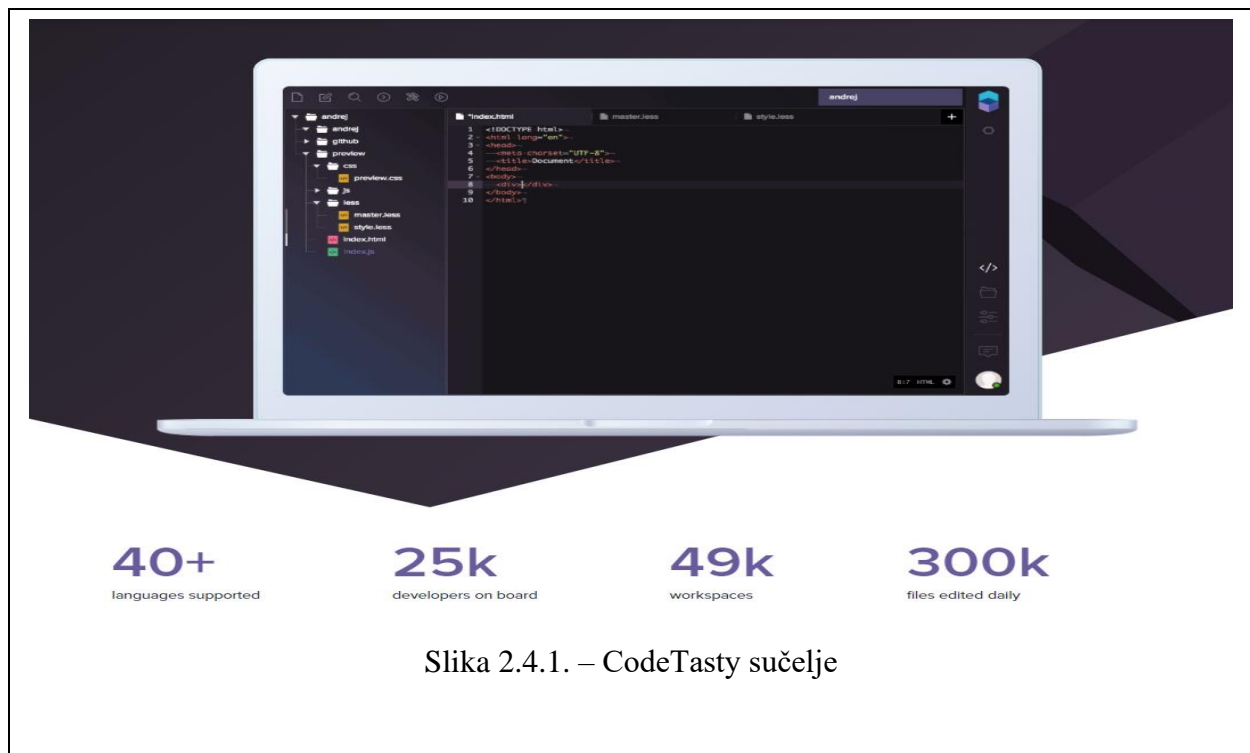 andrej
andrej
andrej
github
preview
css
preview.css
js
less
master.less
style.less
index.html
index.js
*index.html
master.less
style.less
+
1 <!DOCTYPE html>
2 <html lang="en">
3 <head>
4 <meta charset="UTF-8">
5 <title>Document</title>
6 </head>
7 <body>
8 <div></div>
9 </body>
10 </html>
</>
8:7 HTML
40+
languages supported
25k
developers on board
49k
workspaces
300k
files edited daily
Slika 2.4.1. – CodeTasty sučelje